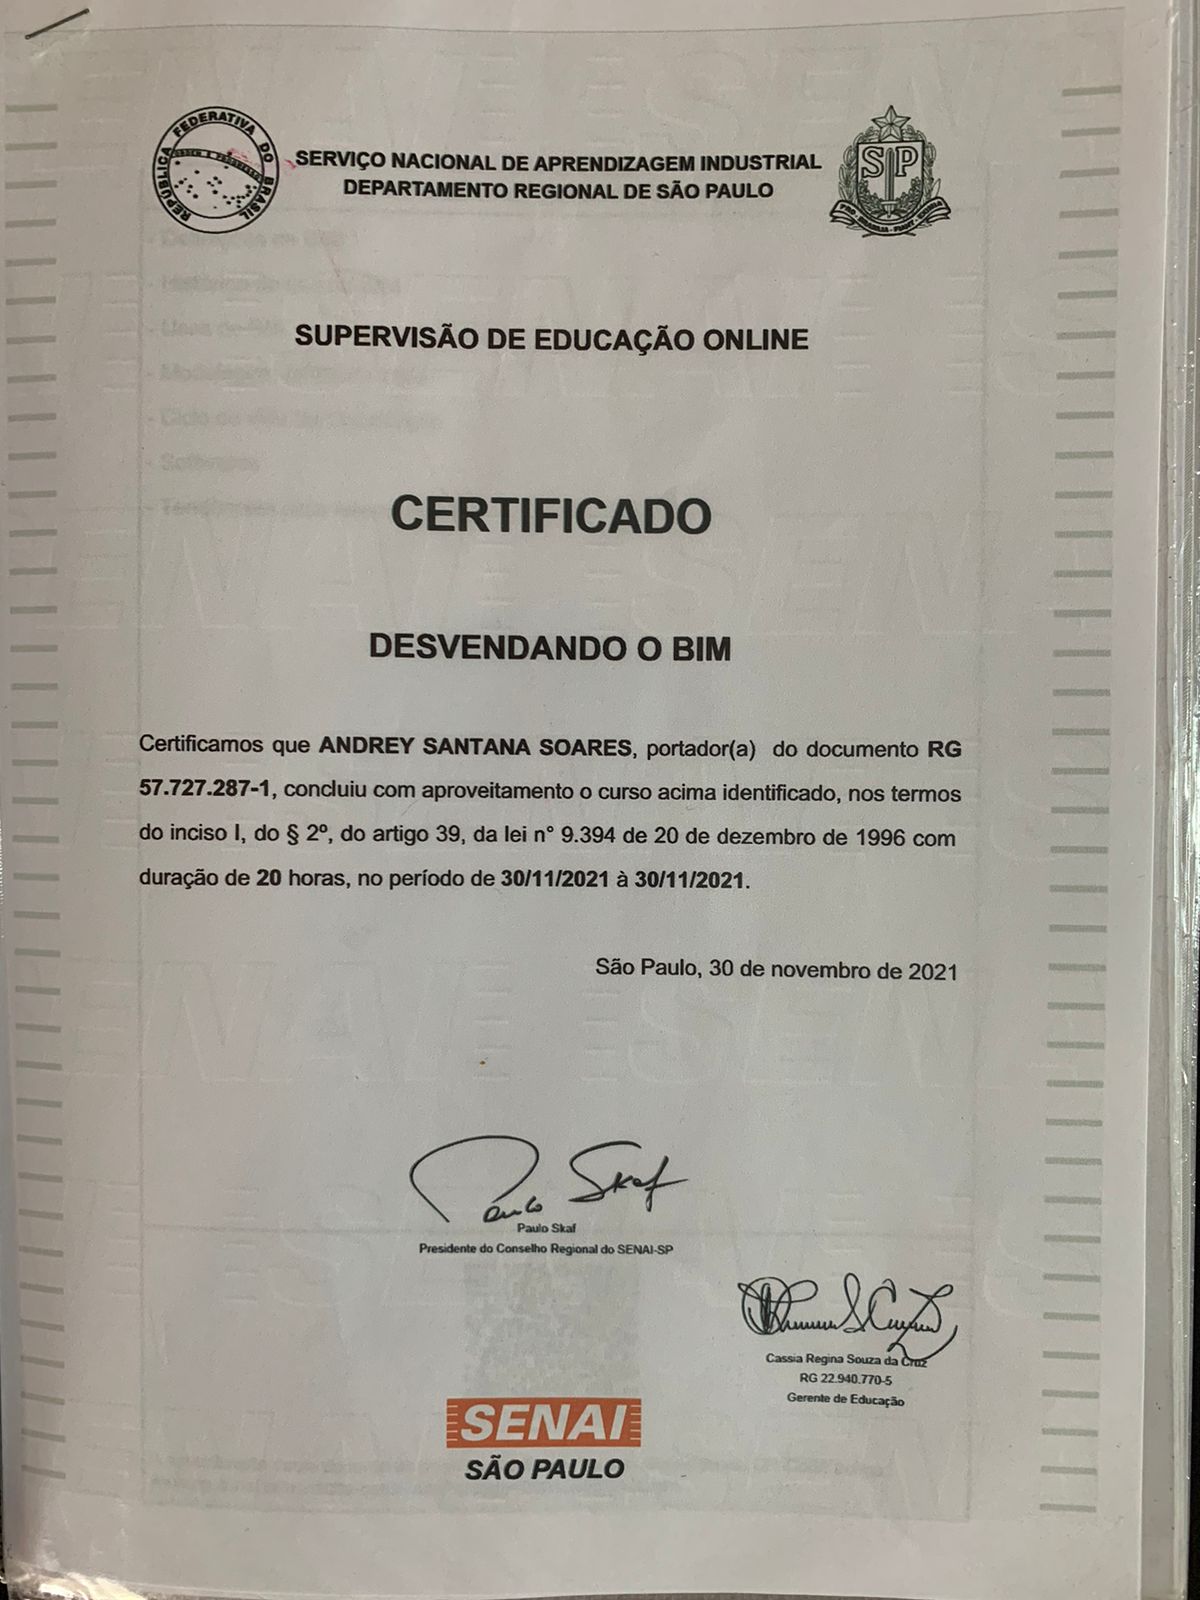 REPÚBLICA FEDERATIVA DO BRASIL
SERVIÇO NACIONAL DE APRENDIZAGEM INDUSTRIAL
DEPARTAMENTO REGIONAL DE SÃO PAULO
SP
SUPERVISÃO DE EDUCAÇÃO ONLINE
CERTIFICADO
DESVENDANDO O BIM
Certificamos que ANDREY SANTANA SOARES, portador(a) do documento RG
57.727.287-1, concluiu com aproveitamento o curso acima identificado, nos termos
do inciso I, do § 2º, do artigo 39, da lei n° 9.394 de 20 de dezembro de 1996 com
duração de 20 horas, no período de 30/11/2021 à 30/11/2021.
São Paulo, 30 de novembro de 2021
Paulo Skaf
Paulo Skaf
Presidente do Conselho Regional do SENAI-SP
Cassia Regina Souza da Cruz
RG 22.940.770-5
Gerente de Educação
SENAI
SÃO PAULO